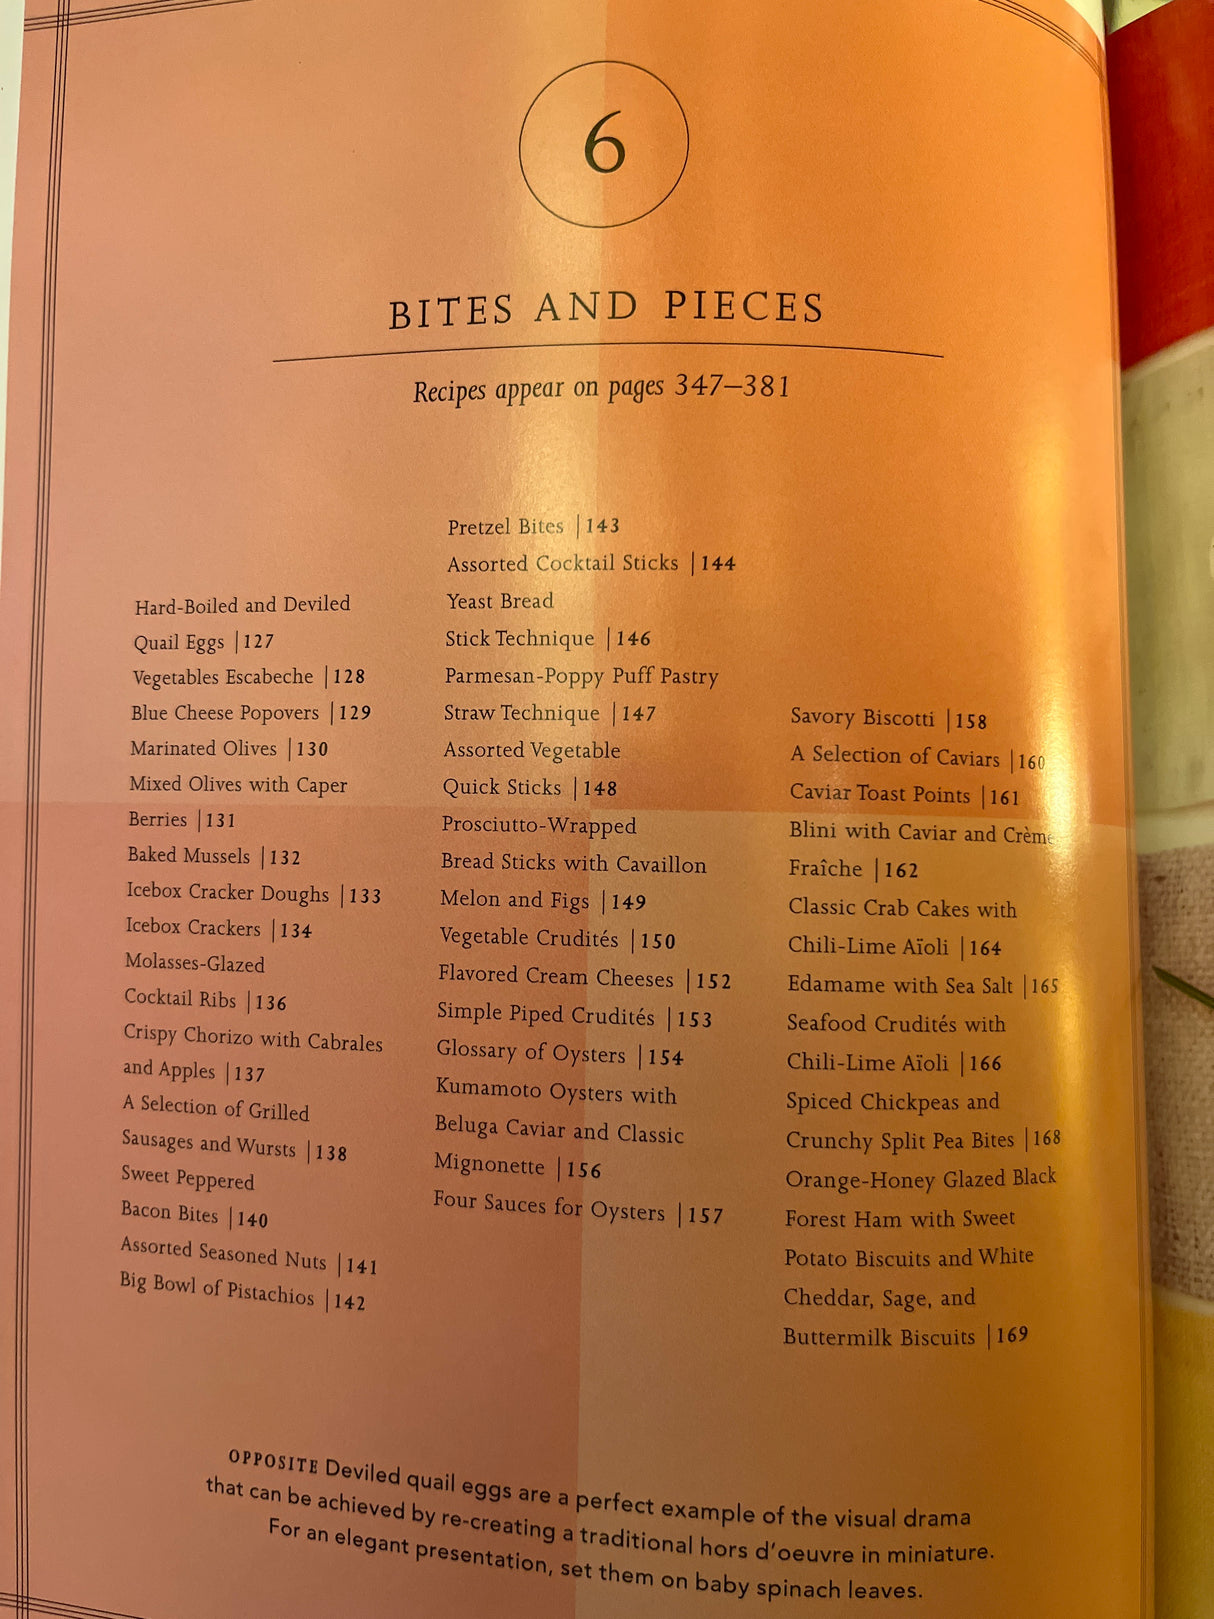 6
BITES AND PIECES
Recipes appear on pages 347–381
Hard-Boiled and Deviled
Quail Eggs | 127
Vegetables Escabeche | 128
Blue Cheese Popovers | 129
Marinated Olives | 130
Mixed Olives with Caper
Berries | 131
Baked Mussels | 132
Icebox Cracker Doughs | 133
Icebox Crackers | 134
Molasses-Glazed
Cocktail Ribs | 136
Crispy Chorizo with Cabrales
and Apples | 137
A Selection of Grilled
Sausages and Wursts | 138
Sweet Peppered
Bacon Bites | 140
Assorted Seasoned Nuts | 141
Big Bowl of Pistachios | 142
Pretzel Bites | 143
Assorted Cocktail Sticks | 144
Yeast Bread
Stick Technique | 146
Parmesan-Poppy Puff Pastry
Straw Technique | 147
Assorted Vegetable
Quick Sticks | 148
Prosciutto-Wrapped
Bread Sticks with Cavaillon
Melon and Figs | 149
Vegetable Crudités | 150
Flavored Cream Cheeses | 152
Simple Piped Crudités | 153
Glossary of Oysters | 154
Kumamoto Oysters with
Beluga Caviar and Classic
Mignonette | 156
Four Sauces for Oysters | 157
Savory Biscotti | 158
A Selection of Caviars | 160
Caviar Toast Points | 161
Blini with Caviar and Crème
Fraîche | 162
Classic Crab Cakes with
Chili-Lime Aïoli | 164
Edamame with Sea Salt | 165
Seafood Crudités with
Chili-Lime Aïoli | 166
Spiced Chickpeas and
Crunchy Split Pea Bites | 168
Orange-Honey Glazed Black
Forest Ham with Sweet
Potato Biscuits and White
Cheddar, Sage, and
Buttermilk Biscuits | 169
OPPOSITE Deviled quail eggs are a perfect example of the visual drama
that can be achieved by re-creating a traditional hors d'oeuvre in miniature.
For an elegant presentation, set them on baby spinach leaves.